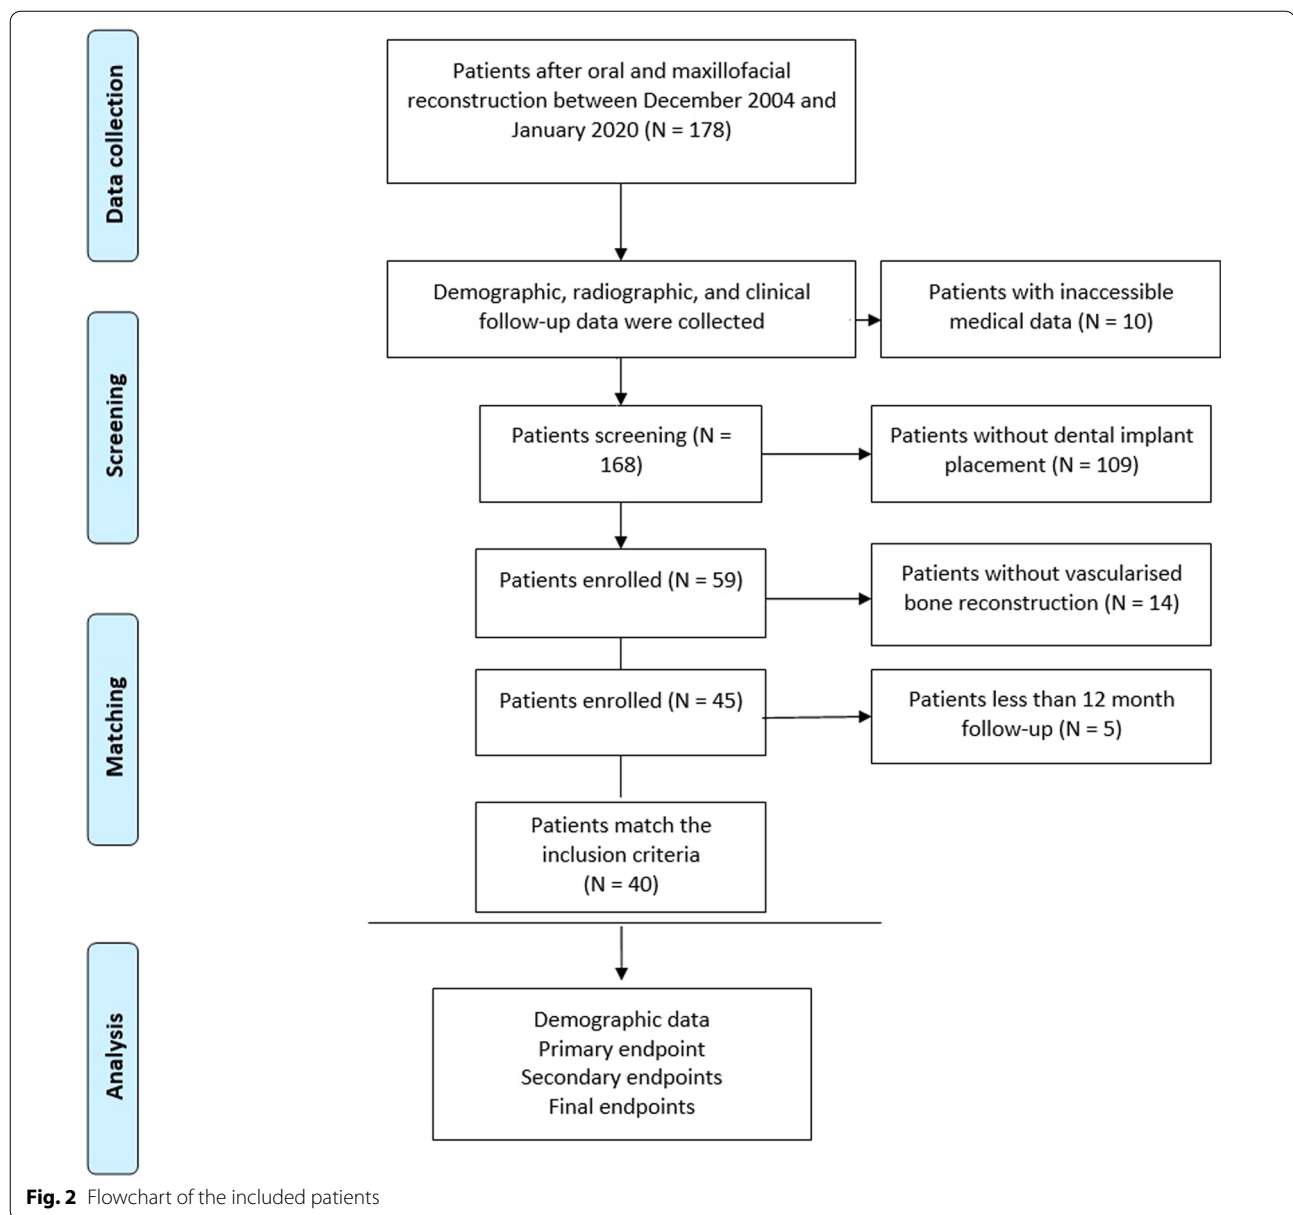 Data collection
Patients after oral and maxillofacial
reconstruction between December 2004 and
January 2020 (N = 178)
Demographic, radiographic, and clinical
follow-up data were collected
Patients with inaccessible
medical data (N = 10)
Screening
Patients screening (N =
168)
Patients without dental implant
placement (N = 109)
Patients enrolled (N = 59)
Patients without vascularised
bone reconstruction (N = 14)
Matching
Patients enrolled (N = 45)
Patients less than 12 month
follow-up (N = 5)
Patients match the
inclusion criteria
(N = 40)
Analysis
Demographic data
Primary endpoint
Secondary endpoints
Final endpoints
Fig. 2 Flowchart of the included patients